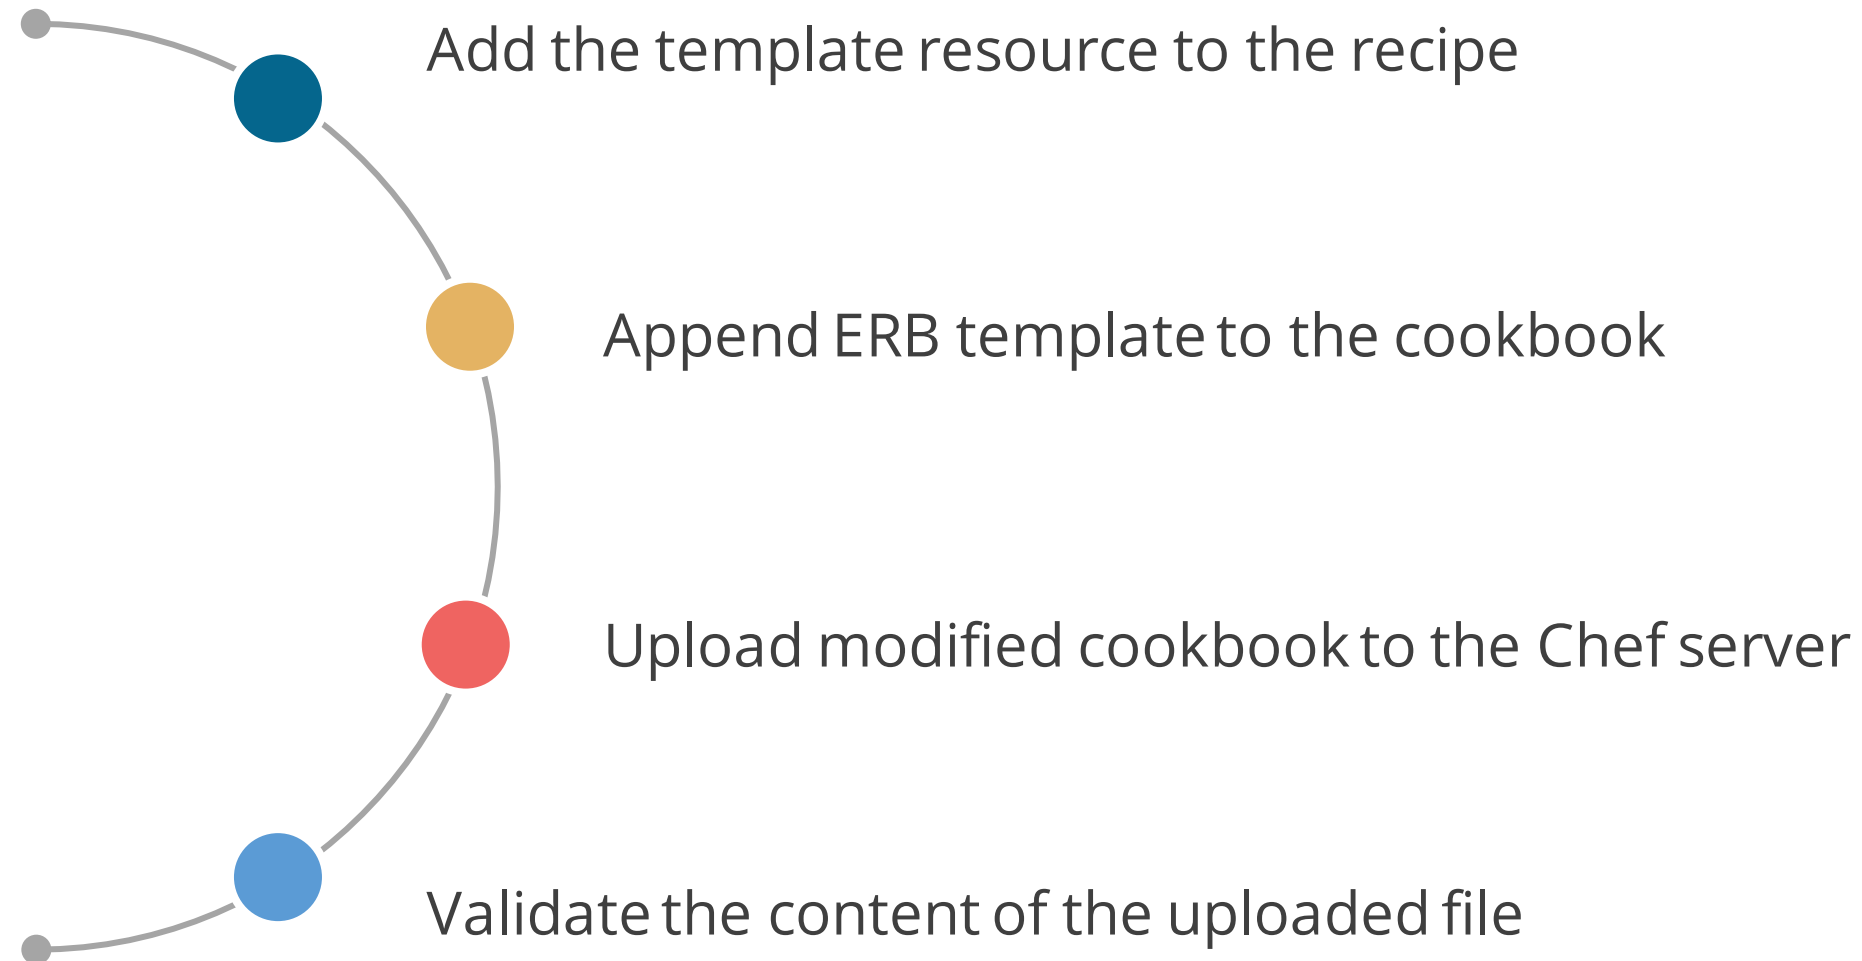 Add the template resource to the recipe
Append ERB template to the cookbook
Upload modified cookbook to the Chef server
Validate the content of the uploaded file